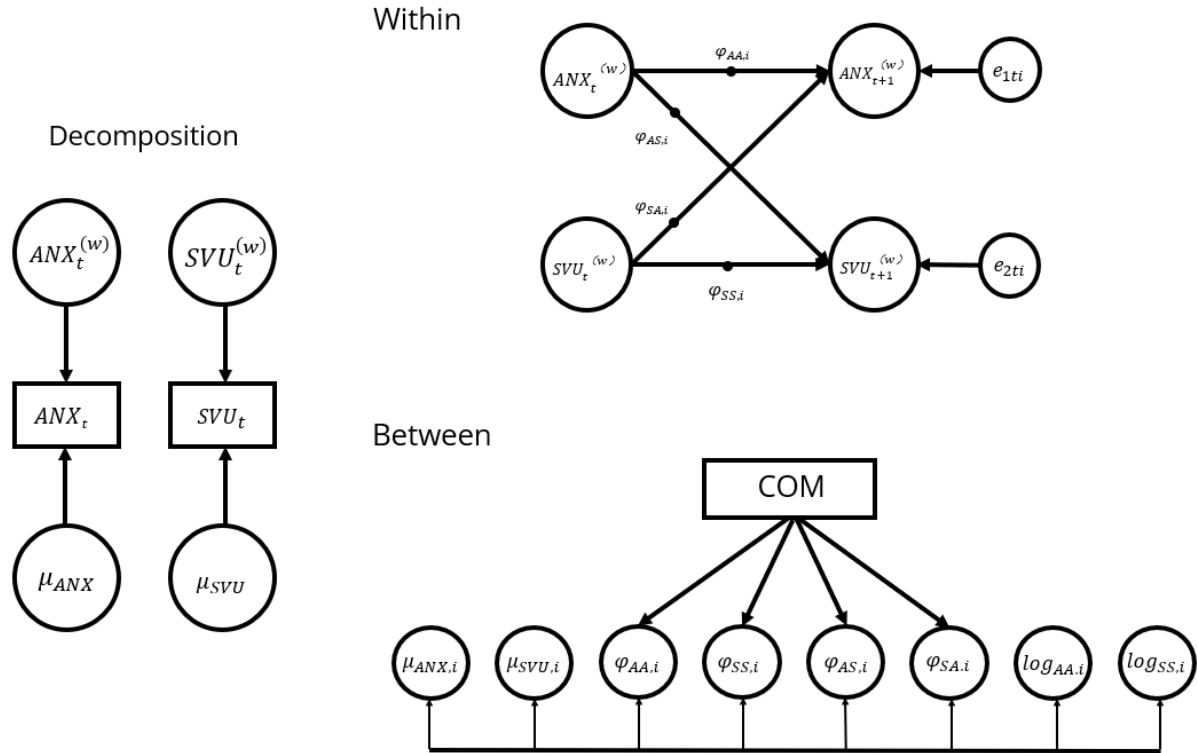 Within
Decomposition
ANX_t^(w)
SVU_t^(w)
ANX_t
SVU_t
μ_ANX
μ_SVU
ANX_t^(w)
φ_AA,i
ANX_t+1^(w)
e_1ti
φ_AS,i
φ_SA,i
SVU_t^(w)
φ_SS,i
SVU_t+1^(w)
e_2ti
Between
COM
μ_ANX,i
μ_SVU,i
φ_AA,i
φ_SS,i
φ_AS,i
φ_SA.i
log_AA.i
log_SS,i